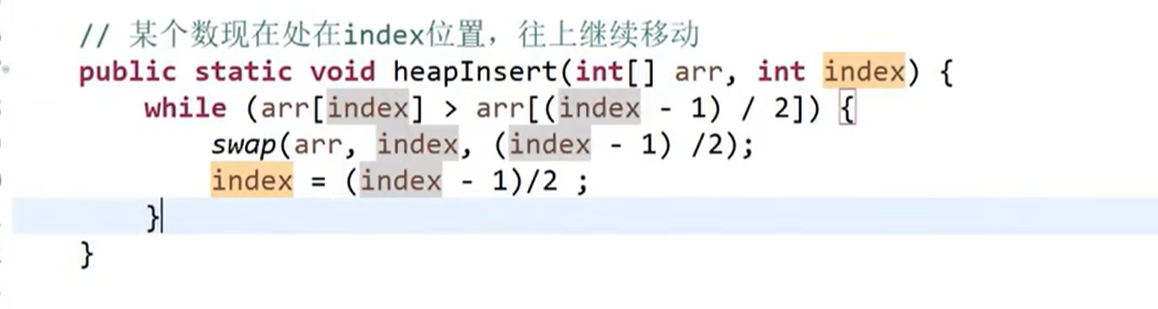 // 某个数现在处在index位置，往上继续移动
public static void heapInsert(int[] arr, int index) {
while (arr[index] > arr[(index - 1) / 2]) {
swap(arr, index, (index - 1) /2);
index = (index - 1)/2 ;
}
}